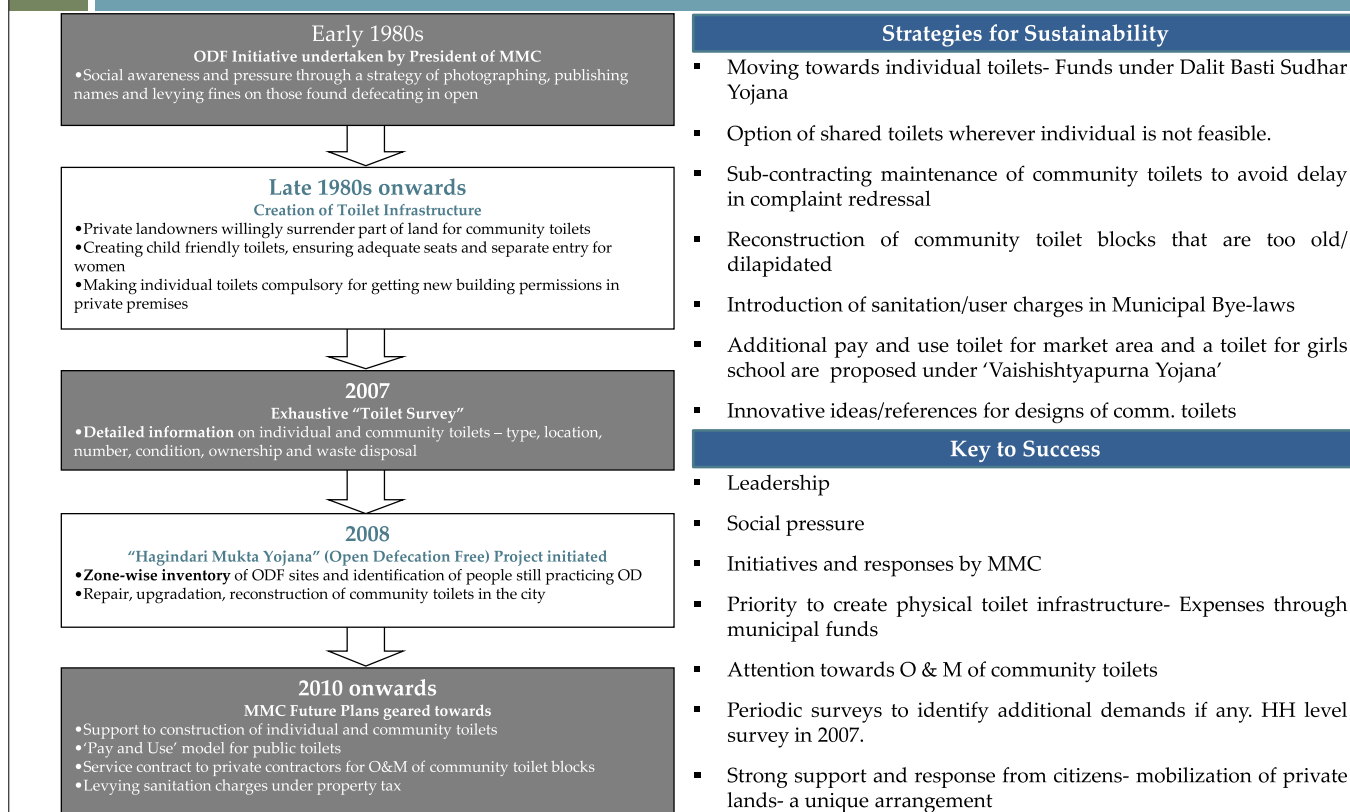 Early 1980s
ODF Initiative undertaken by President of MMC
•Social awareness and pressure through a strategy of photographing, publishing
names and levying fines on those found defecating in open
Late 1980s onwards
Creation of Toilet Infrastructure
•Private landowners willingly surrender part of land for community toilets
•Creating child friendly toilets, ensuring adequate seats and separate entry for
women
•Making individual toilets compulsory for getting new building permissions in
private premises
2007
Exhaustive “Toilet Survey”
•Detailed information on individual and community toilets – type, location,
number, condition, ownership and waste disposal
2008
“Hagindari Mukta Yojana” (Open Defecation Free) Project initiated
•Zone-wise inventory of ODF sites and identification of people still practicing OD
•Repair, upgradation, reconstruction of community toilets in the city
2010 onwards
MMC Future Plans geared towards
•Support to construction of individual and community toilets
•‘Pay and Use’ model for public toilets
•Service contract to private contractors for O&M of community toilet blocks
•Levying sanitation charges under property tax
Strategies for Sustainability
▪ Moving towards individual toilets- Funds under Dalit Basti Sudhar
Yojana
▪ Option of shared toilets wherever individual is not feasible.
▪ Sub-contracting maintenance of community toilets to avoid delay
in complaint redressal
▪ Reconstruction of community toilet blocks that are too old/
dilapidated
▪ Introduction of sanitation/user charges in Municipal Bye-laws
▪ Additional pay and use toilet for market area and a toilet for girls
school are proposed under ‘Vaishishtyapurna Yojana’
▪ Innovative ideas/references for designs of comm. toilets
Key to Success
▪ Leadership
▪ Social pressure
▪ Initiatives and responses by MMC
▪ Priority to create physical toilet infrastructure- Expenses through
municipal funds
▪ Attention towards O & M of community toilets
▪ Periodic surveys to identify additional demands if any. HH level
survey in 2007.
▪ Strong support and response from citizens- mobilization of private
lands- a unique arrangement